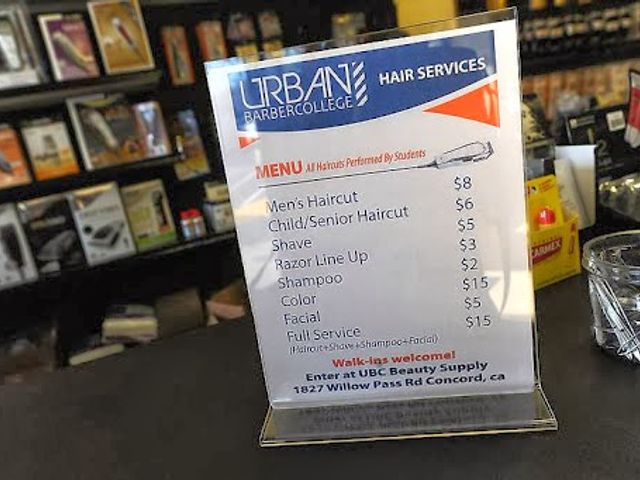 URBAN
BARBERCOLLEGE
HAIR SERVICES
MENU All Haircuts Performed By Students
Men's Haircut $8
Child/Senior Haircut $6
Shave $5
Razor Line Up $3
Shampoo $2
Color $15
Facial $5
Full Service $15
(Haircut+Shave+Shampoo+Facial)
Walk-ins welcome!
Enter at UBC Beauty Supply
1827 Willow Pass Rd Concord, ca
CARMEX